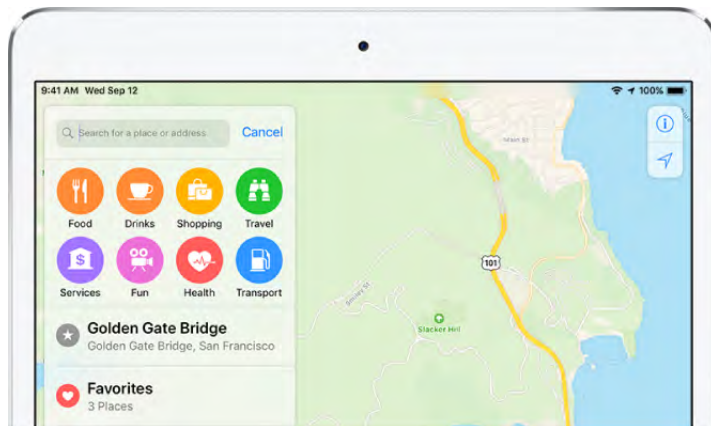 9:41 AM Wed Sep 12
100%
Search for a place or address
Cancel
Food
Drinks
Shopping
Travel
Services
Fun
Health
Transport
Golden Gate Bridge
Golden Gate Bridge, San Francisco
Favorites
3 Places
101
Slacker Hill